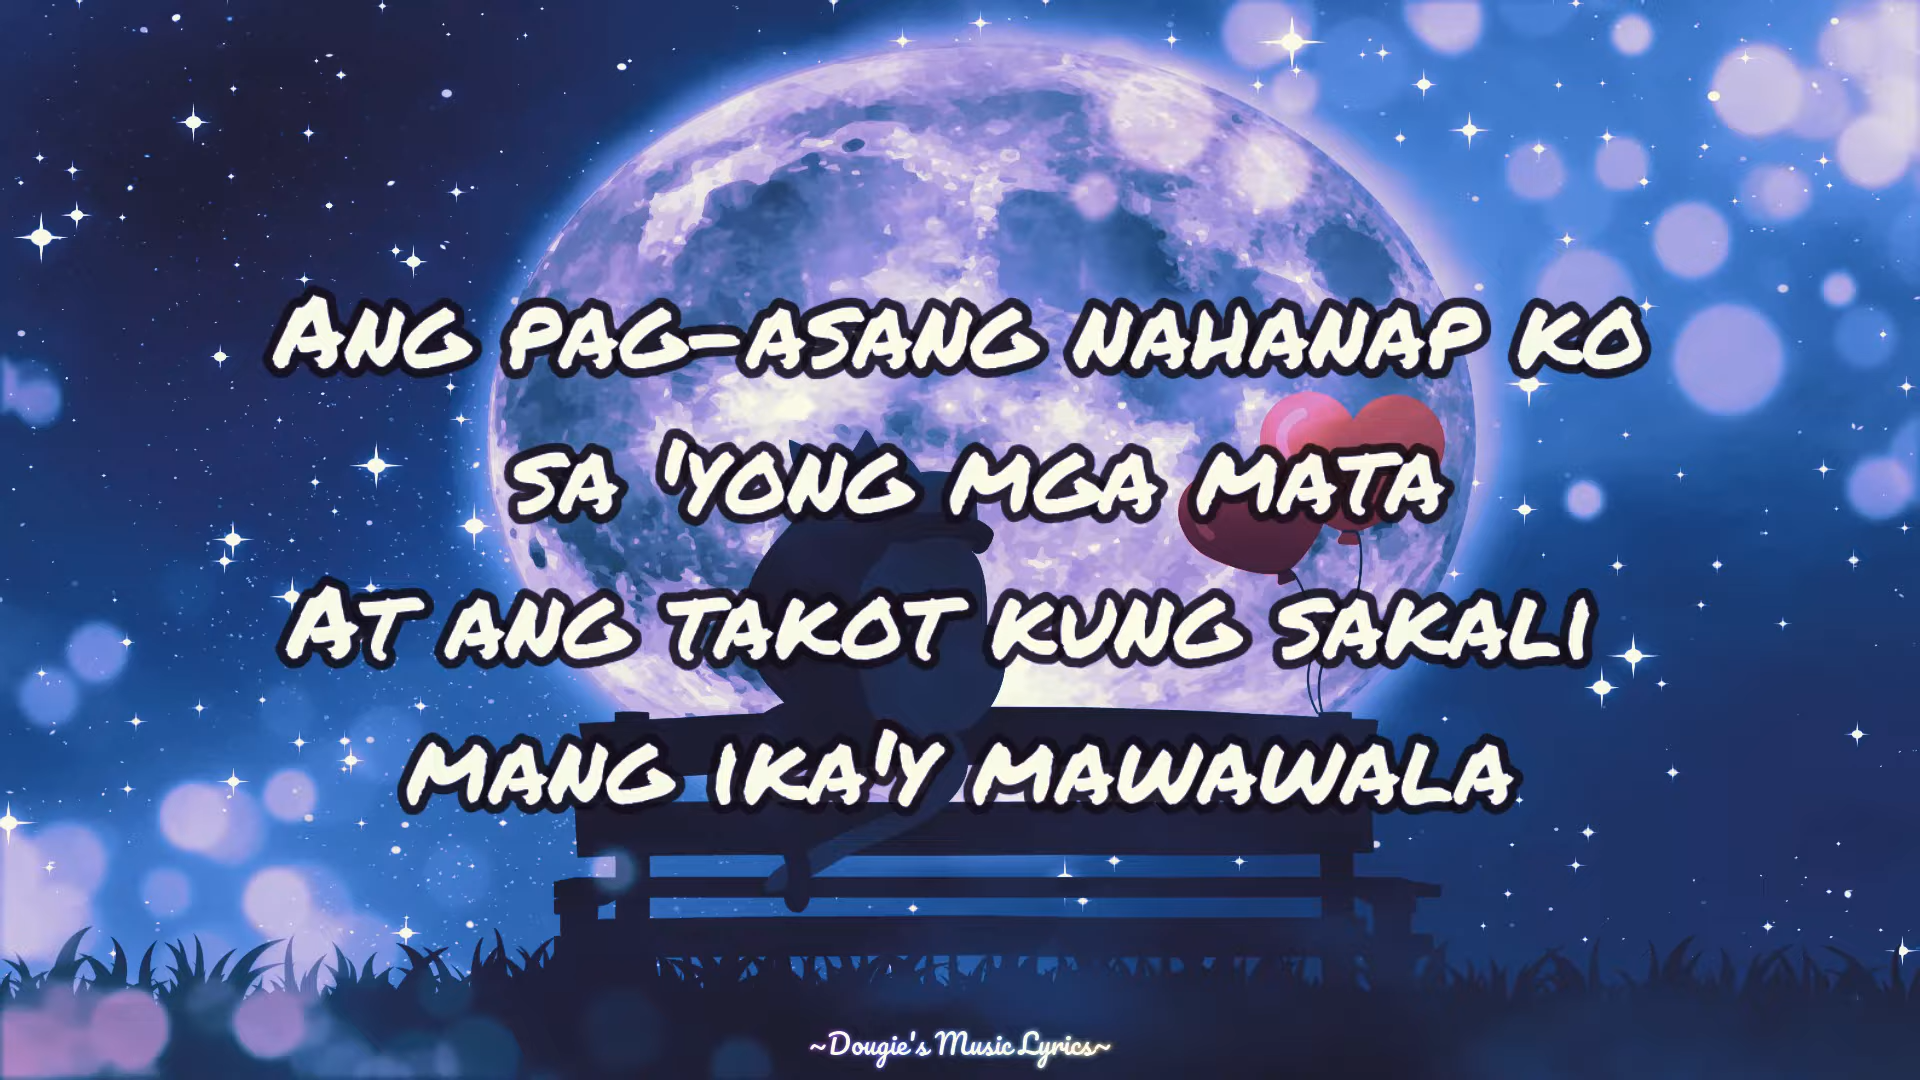 Ang pag-asang nahanap ko
sa 'yong mga mata
At ang takot kung sakali
mang ika'y mawawala
~Dougie's Music Lyrics~